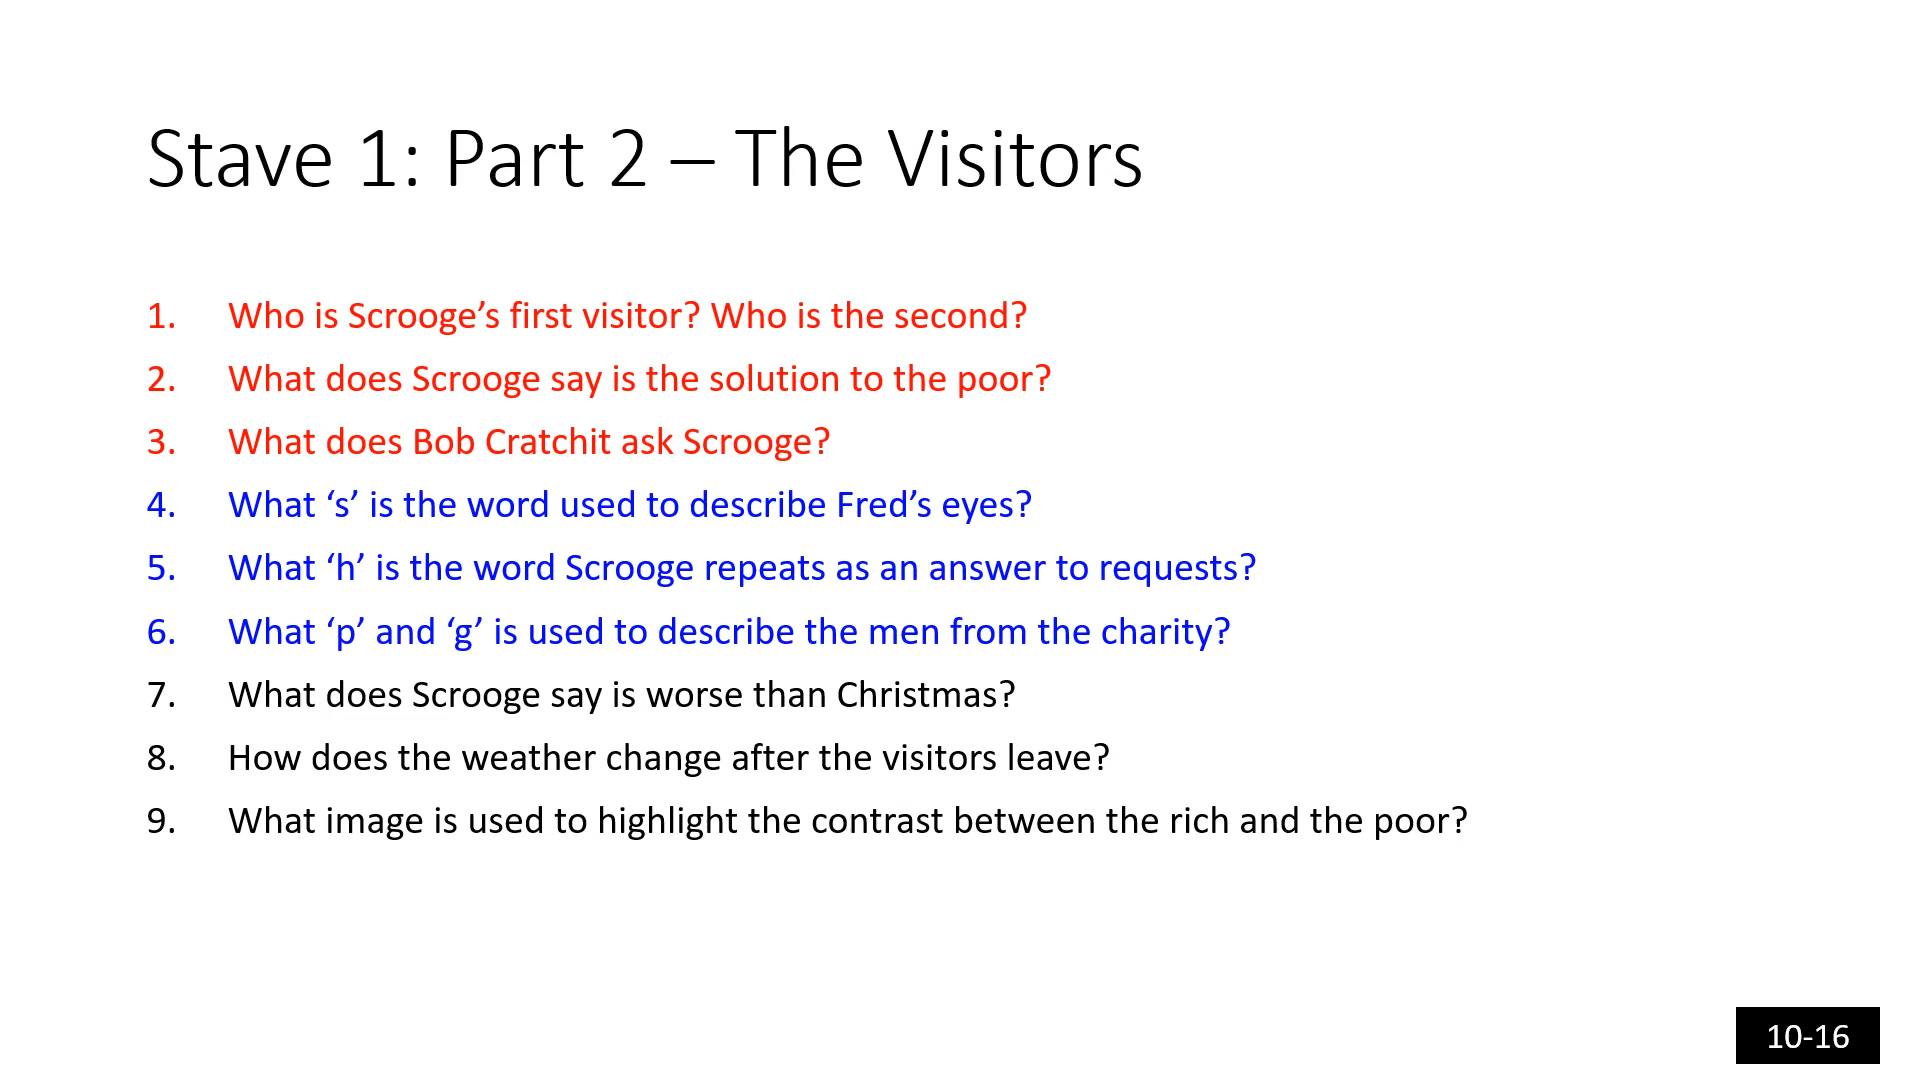 Stave 1: Part 2 – The Visitors
1. Who is Scrooge’s first visitor? Who is the second?
2. What does Scrooge say is the solution to the poor?
3. What does Bob Cratchit ask Scrooge?
4. What ‘s’ is the word used to describe Fred’s eyes?
5. What ‘h’ is the word Scrooge repeats as an answer to requests?
6. What ‘p’ and ‘g’ is used to describe the men from the charity?
7. What does Scrooge say is worse than Christmas?
8. How does the weather change after the visitors leave?
9. What image is used to highlight the contrast between the rich and the poor?
10-16